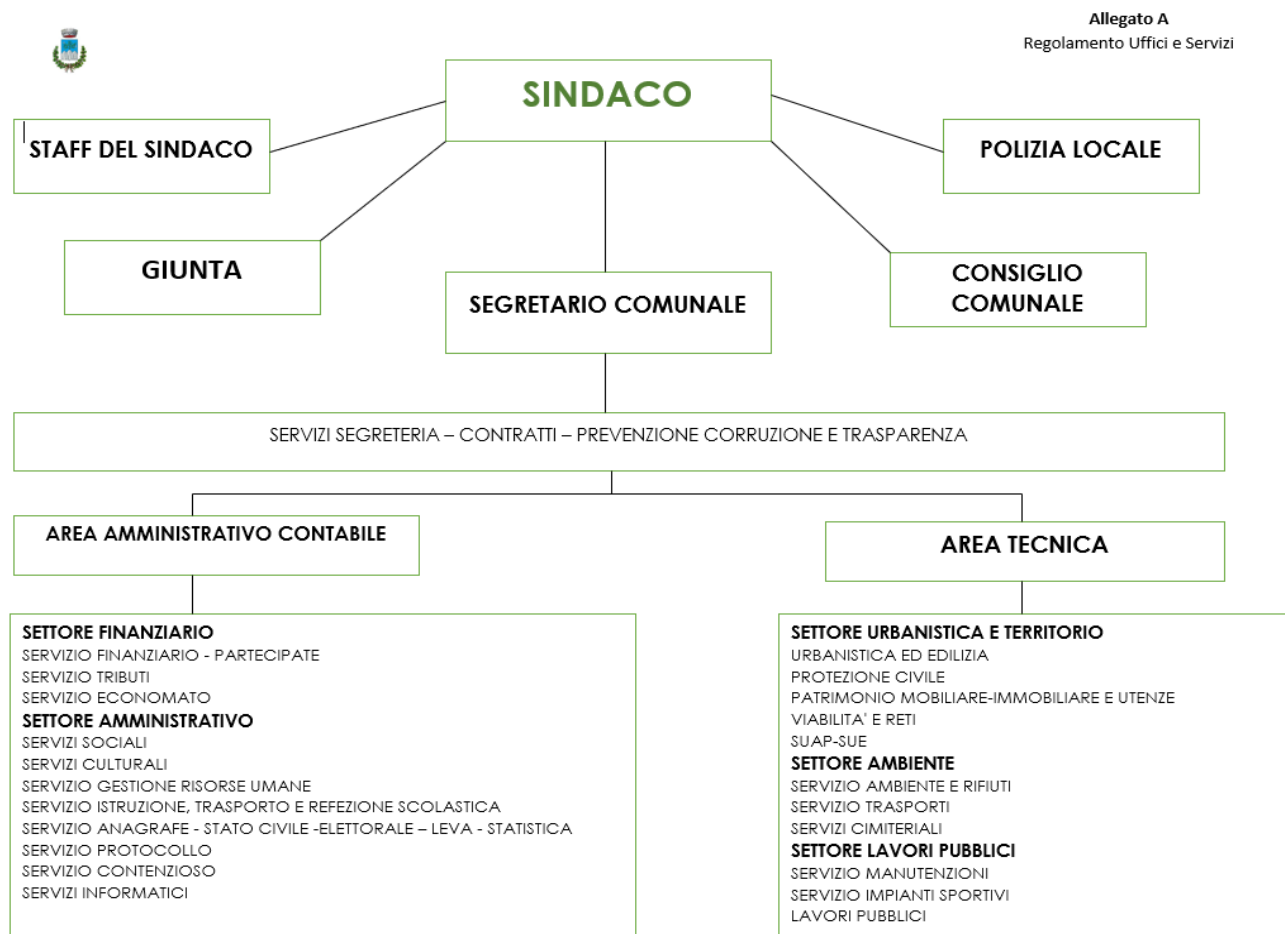 Allegato A
Regolamento Uffici e Servizi
SINDACO
STAFF DEL SINDACO
POLIZIA LOCALE
GIUNTA
SEGRETARIO COMUNALE
CONSIGLIO
COMUNALE
SERVIZI SEGRETERIA – CONTRATTI – PREVENZIONE CORRUZIONE E TRASPARENZA
AREA AMMINISTRATIVO CONTABILE
AREA TECNICA
SETTORE FINANZIARIO
SERVIZIO FINANZIARIO - PARTECIPATE
SERVIZIO TRIBUTI
SERVIZIO ECONOMATO
SETTORE AMMINISTRATIVO
SERVIZI SOCIALI
SERVIZI CULTURALI
SERVIZIO GESTIONE RISORSE UMANE
SERVIZIO ISTRUZIONE, TRASPORTO E REFEZIONE SCOLASTICA
SERVIZIO ANAGRAFE - STATO CIVILE -ELETTORALE – LEVA - STATISTICA
SERVIZIO PROTOCOLLO
SERVIZIO CONTENZIOSO
SERVIZI INFORMATICI
SETTORE URBANISTICA E TERRITORIO
URBANISTICA ED EDILIZIA
PROTEZIONE CIVILE
PATRIMONIO MOBILIARE-IMMOBILIARE E UTENZE
VIABILITA' E RETI
SUAP-SUE
SETTORE AMBIENTE
SERVIZIO AMBIENTE E RIFIUTI
SERVIZIO TRASPORTI
SERVIZI CIMITERIALI
SETTORE LAVORI PUBBLICI
SERVIZIO MANUTENZIONI
SERVIZIO IMPIANTI SPORTIVI
LAVORI PUBBLICI